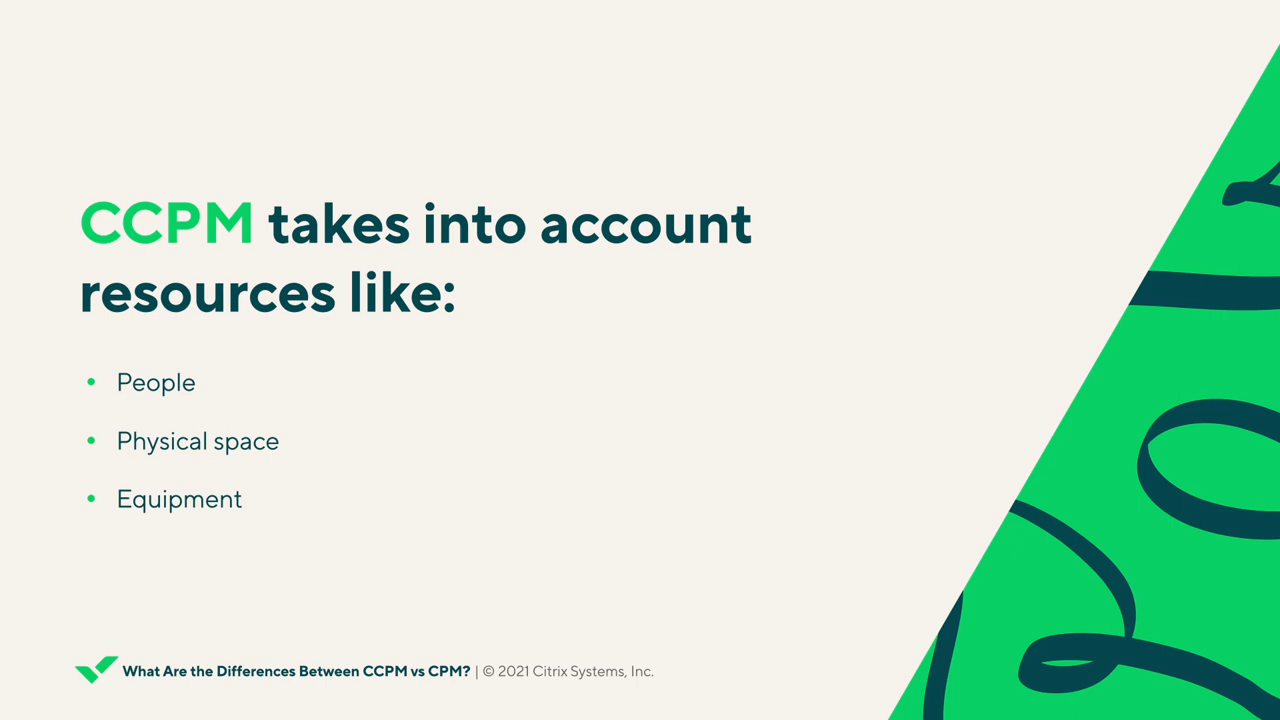 CCPM takes into account
resources like:
• People
• Physical space
• Equipment
What Are the Differences Between CCPM vs CPM? | © 2021 Citrix Systems, Inc.